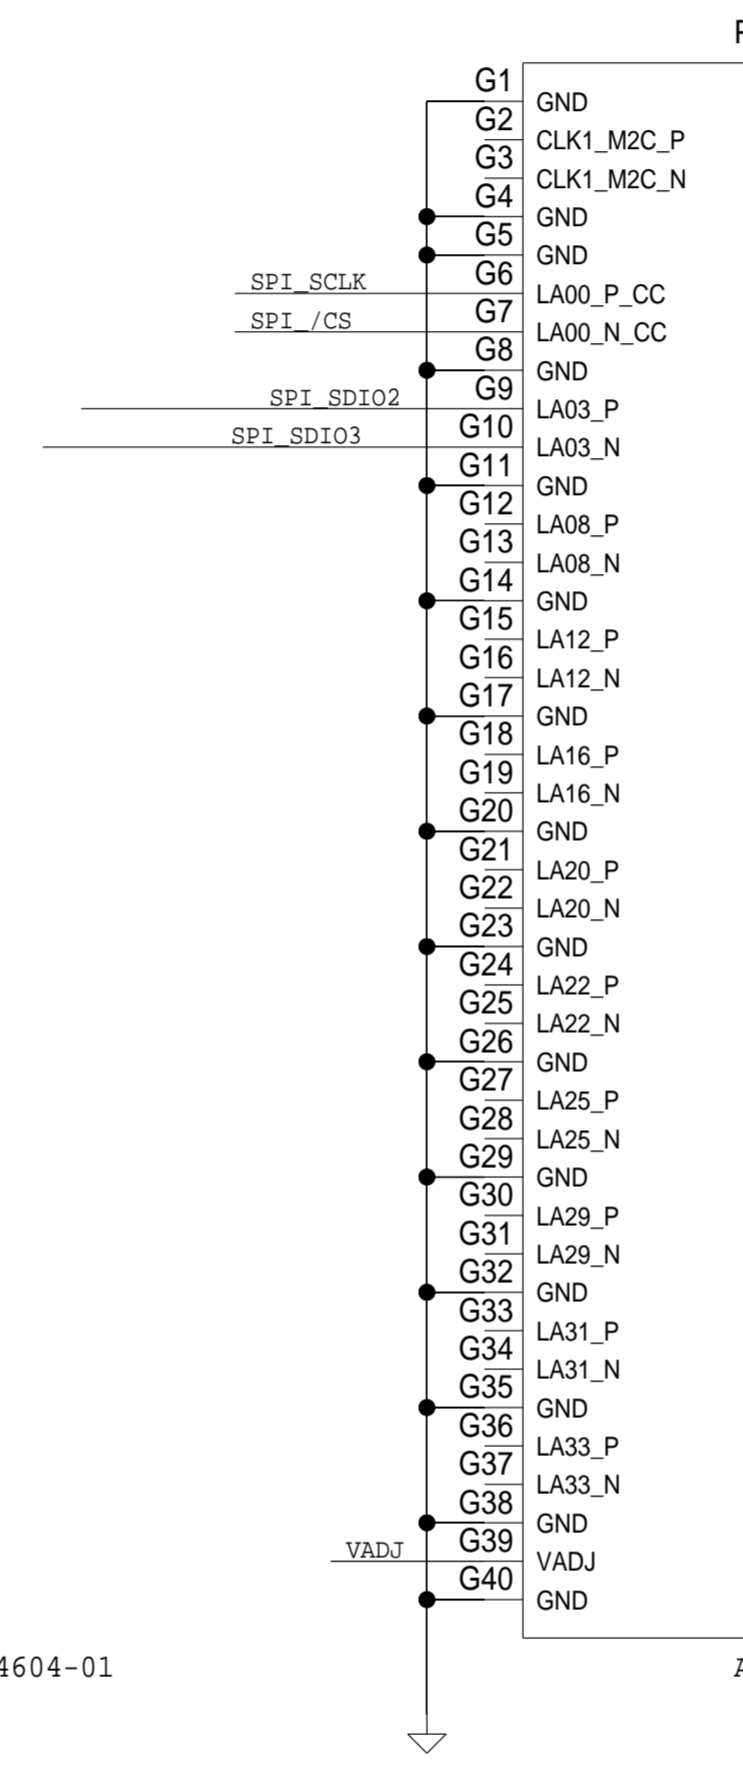 G1 GND
G2 CLK1_M2C_P
G3 CLK1_M2C_N
G4 GND
G5 GND
SPI_SCLK G6 LA00_P_CC
SPI_/CS G7 LA00_N_CC
G8 GND
SPI_SDIO2 G9 LA03_P
SPI_SDIO3 G10 LA03_N
G11 GND
G12 LA08_P
G13 LA08_N
G14 GND
G15 LA12_P
G16 LA12_N
G17 GND
G18 LA16_P
G19 LA16_N
G20 GND
G21 LA20_P
G22 LA20_N
G23 GND
G24 LA22_P
G25 LA22_N
G26 GND
G27 LA25_P
G28 LA25_N
G29 GND
G30 LA29_P
G31 LA29_N
G32 GND
G33 LA31_P
G34 LA31_N
G35 GND
G36 LA33_P
G37 LA33_N
G38 GND
VADJ G39 VADJ
G40 GND
4604-01